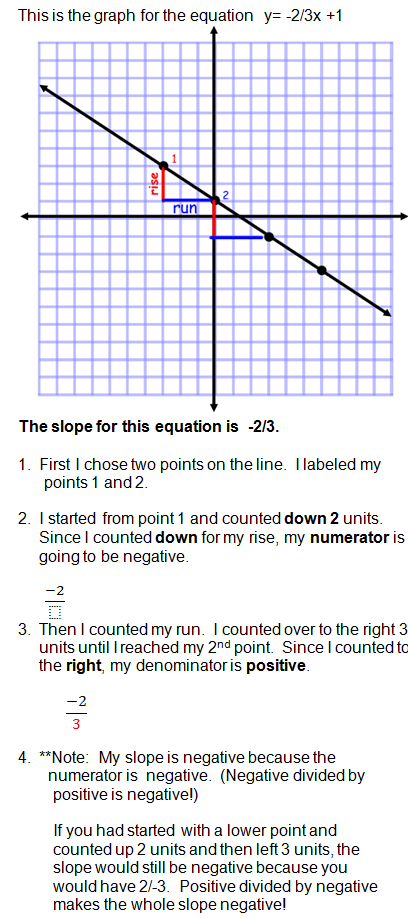 This is the graph for the equation  y= -2/3x +1
1
rise
2
run
The slope for this equation is  -2/3.
1.  First I chose two points on the line.  I labeled my
points 1 and 2.
2.  I started from point 1 and counted down 2 units.
Since I counted down for my rise, my numerator is
going to be negative.
−2
3.  Then I counted my run.  I counted over to the right 3
units until I reached my 2nd point.  Since I counted to
the right, my denominator is positive.
−2
3
4.  **Note:  My slope is negative because the
numerator is  negative.  (Negative divided by
positive is negative!)
If you had started with a lower point and
counted up 2 units and then left 3 units, the
slope would still be negative because you
would have 2/-3.  Positive divided by negative
makes the whole slope negative!